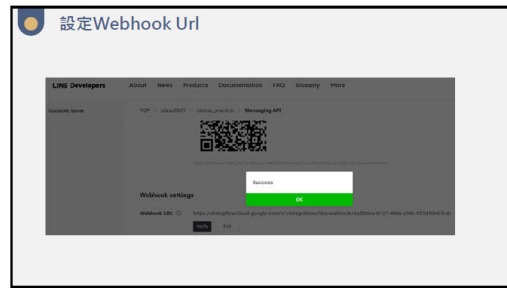 設定Webhook Url
LINE Developers About News Products Documentation FAQ Glossary More
Console home
TOP / class2021 / Messaging API
Success
OK
Webhook settings
Webhook URL
Verify Edit